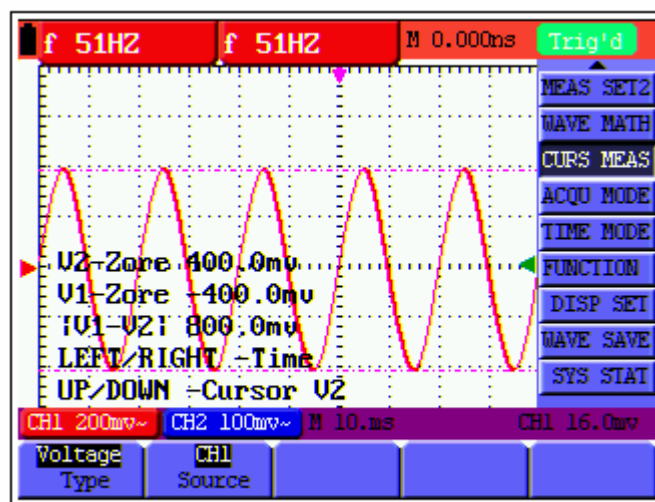 f 51HZ f 51HZ M 0.000ns Trig'd
MEAS SET2
WAVE MATH
CURS MEAS
ACQU MODE
TIME MODE
FUNCTION
DISP SET
WAVE SAVE
SYS STAT
V2-Zore 400.0mv
V1-Zore -400.0mv
|V1-V2| 800.0mv
LEFT/RIGHT -Time
UP/DOWN -Cursor V2
CH1 200mv~ CH2 100mv~ M 10.ms CH1 16.0mv
Voltage CH1
Type Source